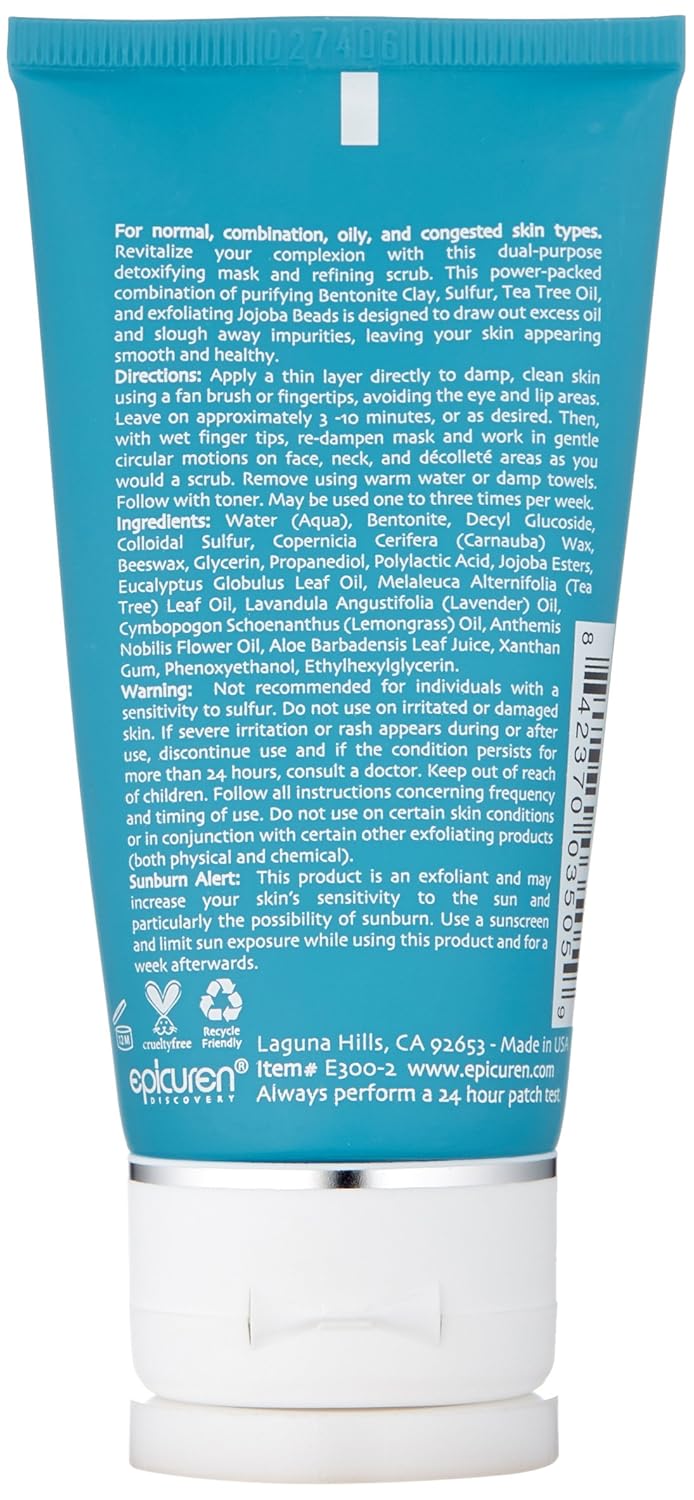 027406
For normal, combination, oily, and congested skin types.
Revitalize your complexion with this dual-purpose
detoxifying mask and refining scrub. This power-packed
combination of purifying Bentonite Clay, Sulfur, Tea Tree Oil,
and exfoliating Jojoba Beads is designed to draw out excess oil
and slough away impurities, leaving your skin appearing
smooth and healthy.
Directions: Apply a thin layer directly to damp, clean skin
using a fan brush or fingertips, avoiding the eye and lip areas.
Leave on approximately 3 -10 minutes, or as desired. Then,
with wet finger tips, re-dampen mask and work in gentle
circular motions on face, neck, and décolleté areas as you
would a scrub. Remove using warm water or damp towels.
Follow with toner. May be used one to three times per week.
Ingredients: Water (Aqua), Bentonite, Decyl Glucoside,
Colloidal Sulfur, Copernicia Cerifera (Carnauba) Wax,
Beeswax, Glycerin, Propanediol, Polylactic Acid, Jojoba Esters,
Eucalyptus Globulus Leaf Oil, Melaleuca Alternifolia (Tea
Tree) Leaf Oil, Lavandula Angustifolia (Lavender) Oil,
Cymbopogon Schoenanthus (Lemongrass) Oil, Anthemis
Nobilis Flower Oil, Aloe Barbadensis Leaf Juice, Xanthan
Gum, Phenoxyethanol, Ethylhexylglycerin.
Warning: Not recommended for individuals with a
sensitivity to sulfur. Do not use on irritated or damaged
skin. If severe irritation or rash appears during or after
use, discontinue use and if the condition persists for
more than 24 hours, consult a doctor. Keep out of reach
of children. Follow all instructions concerning frequency
and timing of use. Do not use on certain skin conditions
or in conjunction with certain other exfoliating products
(both physical and chemical).
Sunburn Alert: This product is an exfoliant and may
increase your skin's sensitivity to the sun and
particularly the possibility of sunburn. Use a sunscreen
and limit sun exposure while using this product and for a
week afterwards.
8 42370 03505 9
12M
crueltyfree
Recycle
Friendly
epicuren®
DISCOVERY
Laguna Hills, CA 92653 - Made in USA
Item# E300-2 www.epicuren.com
Always perform a 24 hour patch test